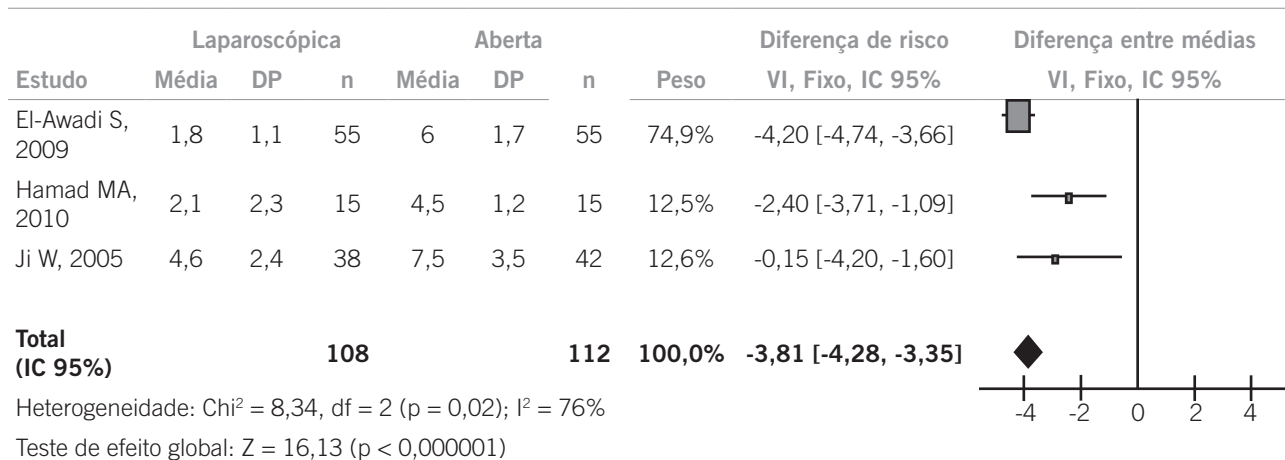 Laparoscópica Aberta Diferença de risco Diferença entre médias
Estudo Média DP n Média DP n Peso VI, Fixo, IC 95% VI, Fixo, IC 95%
El-Awadi S, 2009 1,8 1,1 55 6 1,7 55 74,9% -4,20 [-4,74, -3,66]
Hamad MA, 2010 2,1 2,3 15 4,5 1,2 15 12,5% -2,40 [-3,71, -1,09]
Ji W, 2005 4,6 2,4 38 7,5 3,5 42 12,6% -0,15 [-4,20, -1,60]
Total (IC 95%) 108 112 100,0% -3,81 [-4,28, -3,35]
Heterogeneidade: Chi² = 8,34, df = 2 (p = 0,02); I² = 76%
-4 -2 0 2 4
Teste de efeito global: Z = 16,13 (p < 0,000001)